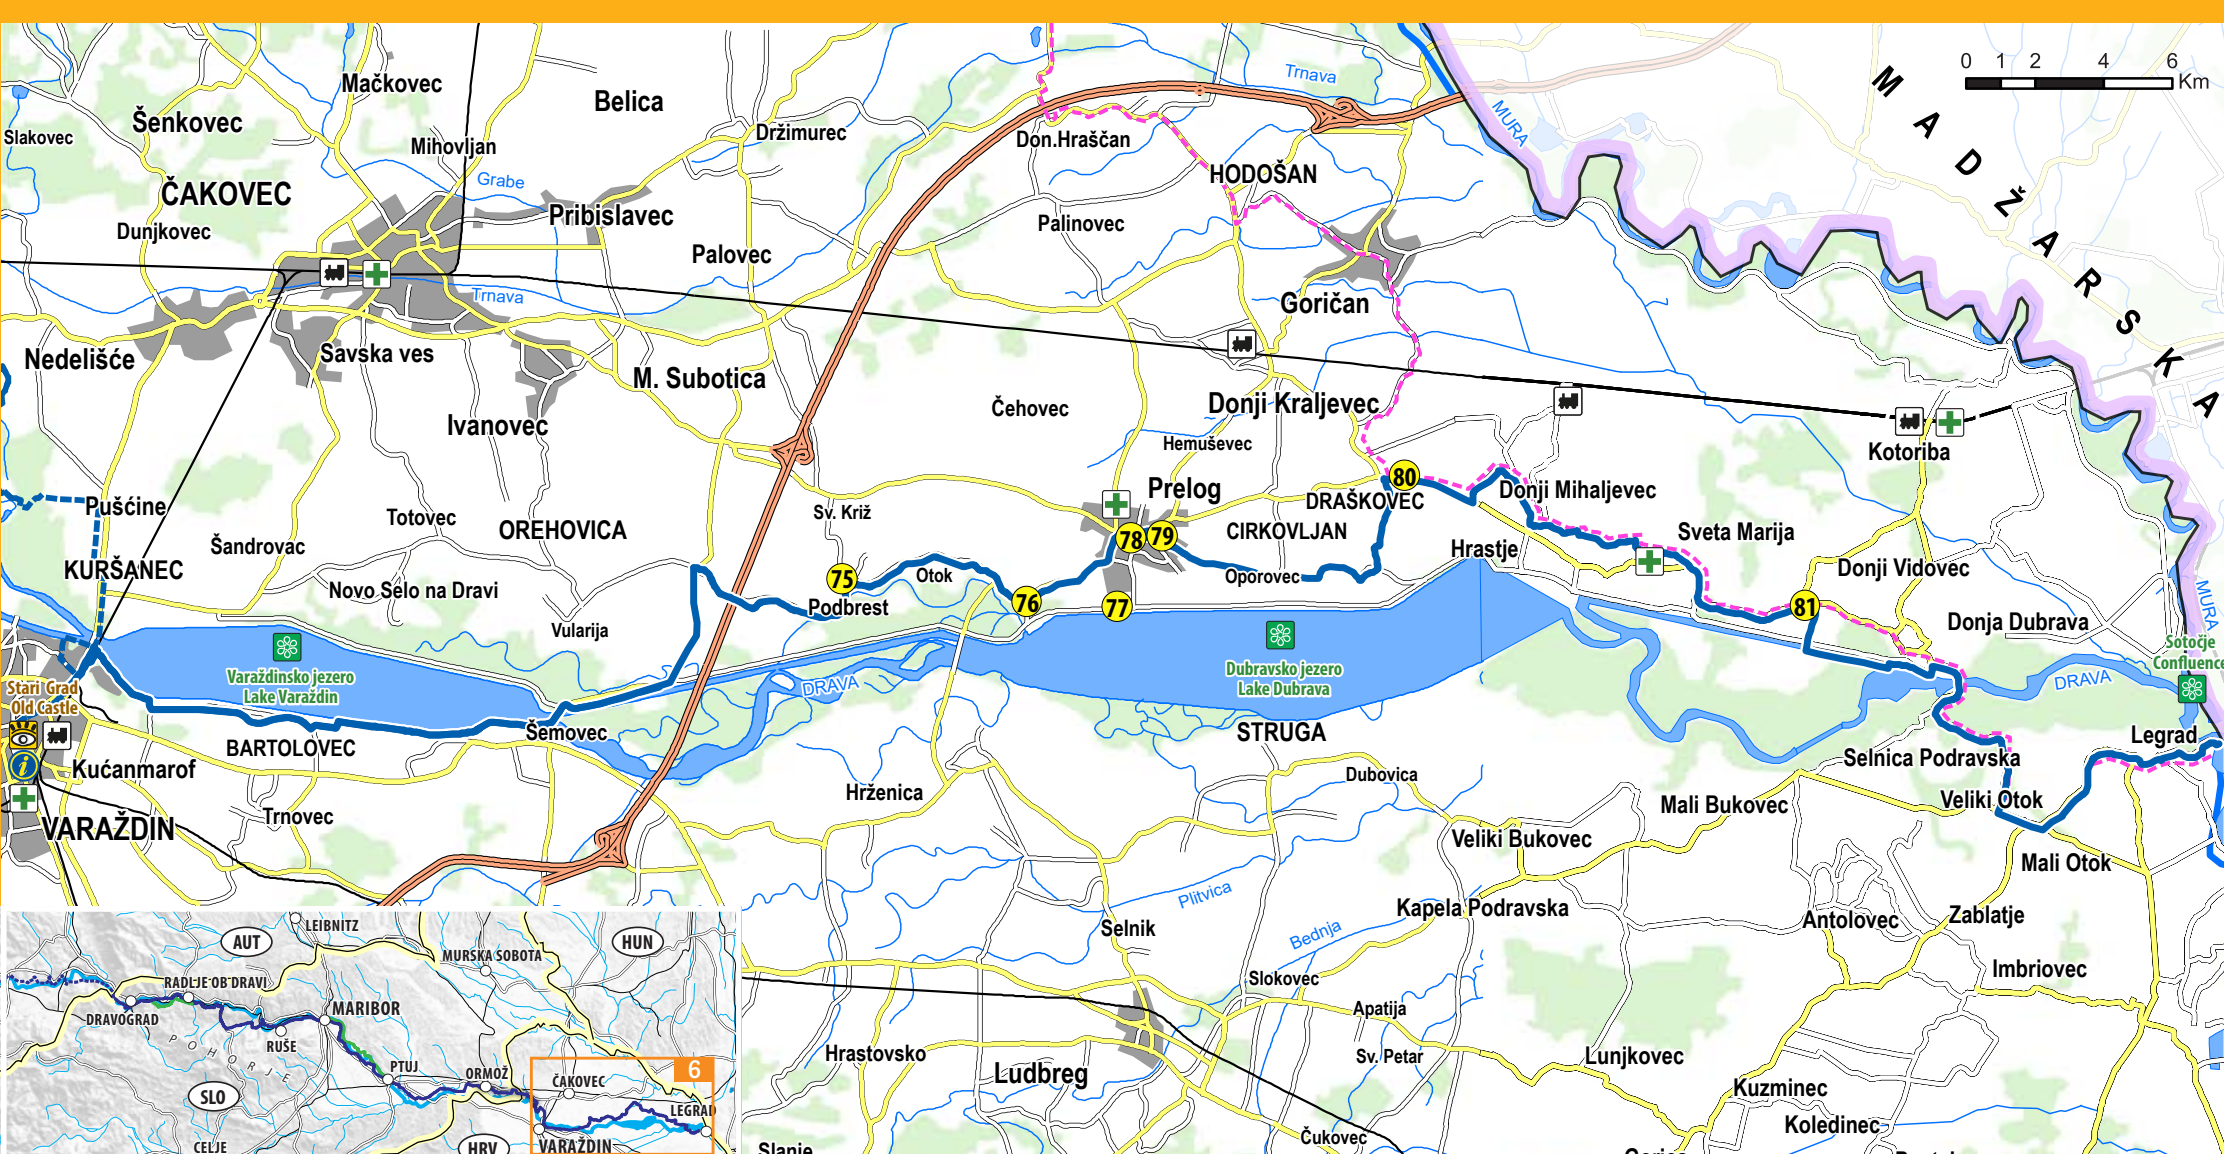 0 1 2 4 6
Km
Trnava
Mačkovec
Belica
MURA
M A D Ž A R S K A
Šenkovec
Slakovec
Mihovljan
Držimurec
Don.Hraščan
HODOŠAN
Grabe
ČAKOVEC
Pribislavec
Dunjkovec
Palovec
Palinovec
Trnava
Goričan
Nedelišće
Savska ves
M. Subotica
Čehovec
Donji Kraljevec
Ivanovec
Hemuševec
Kotoriba
80
Prelog
DRAŠKOVEC
Donji Mihaljevec
Pušćine
Totovec
OREHOVICA
Sv. Križ
78
79
CIRKOVLJAN
Sveta Marija
Šandrovac
Hrastje
KURŠANEC
Novo Selo na Dravi
75
Otok
Oporovec
Donji Vidovec
MURA
Podbrest
76
77
81
Vularija
Donja Dubrava
Sotočje
Confluence
Varaždinsko jezero
Lake Varaždin
Dubravsko jezero
Lake Dubrava
DRAVA
DRAVA
Stari Grad
Old Castle
i
Šemovec
STRUGA
Legrad
BARTOLOVEC
Selnica Podravska
Kućanmarof
Dubovica
Hrženica
Veliki Otok
Mali Bukovec
Trnovec
VARAŽDIN
Veliki Bukovec
Mali Otok
Plitvica
Kapela Podravska
Antolovec
Zablatje
Selnik
Bednja
Imbriovec
Slokovec
Apatija
Hrastovsko
Sv. Petar
Lunjkovec
Ludbreg
Kuzminec
Koledinec
Čukovec
Slanje
LEIBNITZ
AUT
HUN
MURSKA SOBOTA
RADLJE OB DRAVI
DRAVOGRAD
MARIBOR
POHORJE
RUŠE
PTUJ
ORMOŽ
ČAKOVEC
6
SLO
LEGRAD
CELJE
HRV
VARAŽDIN